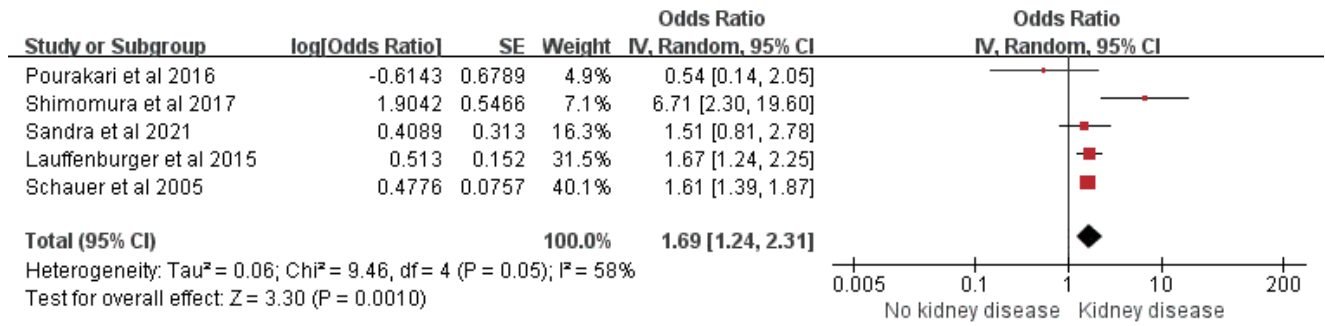 Odds Ratio Odds Ratio
Study or Subgroup log[Odds Ratio] SE Weight IV, Random, 95% CI IV, Random, 95% CI
Pourakari et al 2016 -0.6143 0.6789 4.9% 0.54 [0.14, 2.05]
Shimomura et al 2017 1.9042 0.5466 7.1% 6.71 [2.30, 19.60]
Sandra et al 2021 0.4089 0.313 16.3% 1.51 [0.81, 2.78]
Lauffenburger et al 2015 0.513 0.152 31.5% 1.67 [1.24, 2.25]
Schauer et al 2005 0.4776 0.0757 40.1% 1.61 [1.39, 1.87]
Total (95% CI) 100.0% 1.69 [1.24, 2.31]
Heterogeneity: Tau² = 0.06; Chi² = 9.46, df = 4 (P = 0.05); I² = 58%
Test for overall effect: Z = 3.30 (P = 0.0010)
0.005 0.1 1 10 200
No kidney disease Kidney disease